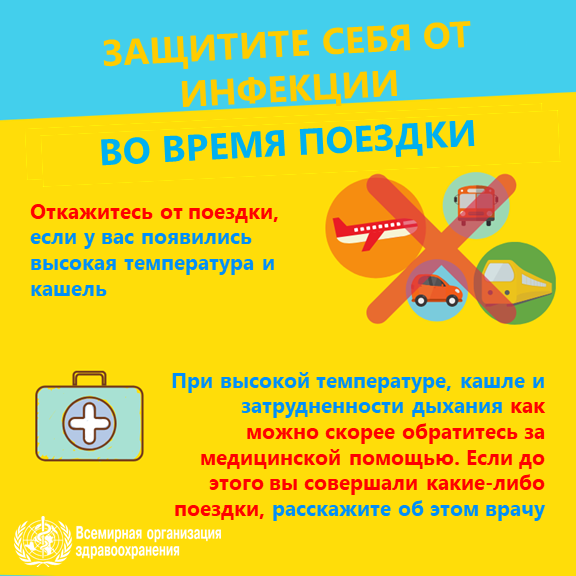 ЗАЩИТИТЕ СЕБЯ ОТ
ИНФЕКЦИИ
ВО ВРЕМЯ ПОЕЗДКИ
Откажитесь от поездки,
если у вас появились
высокая температура и
кашель
При высокой температуре, кашле и
затрудненности дыхания как
можно скорее обратитесь за
медицинской помощью. Если до
этого вы совершали какие-либо
поездки, расскажите об этом врачу
Всемирная организация
здравоохранения